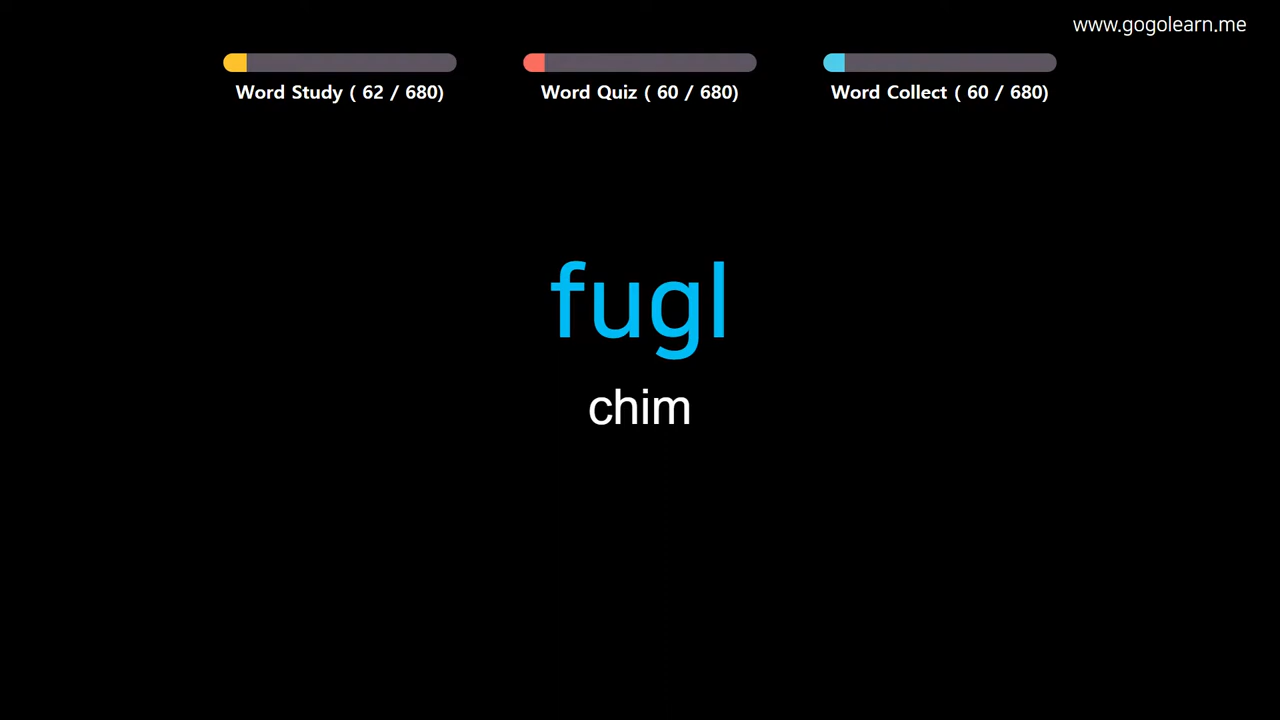 www.gogolearn.me
Word Study ( 62 / 680)
Word Quiz ( 60 / 680)
Word Collect ( 60 / 680)
fugl
chim